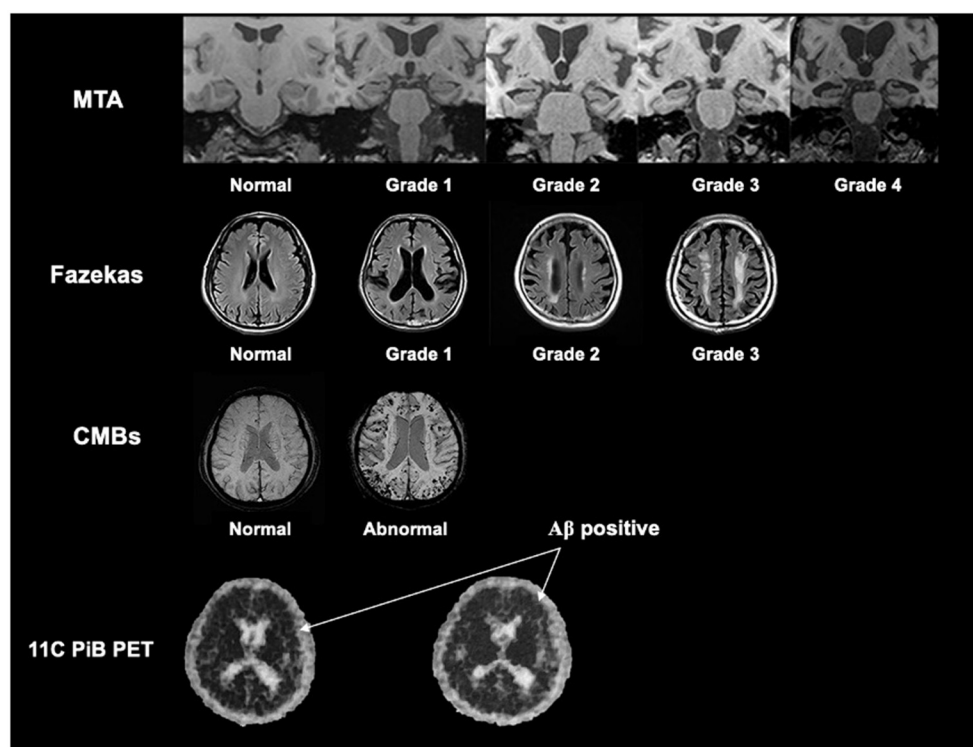 MTA
Normal Grade 1 Grade 2 Grade 3 Grade 4
Fazekas
Normal Grade 1 Grade 2 Grade 3
CMBs
Normal Abnormal
Aβ positive
11C PiB PET